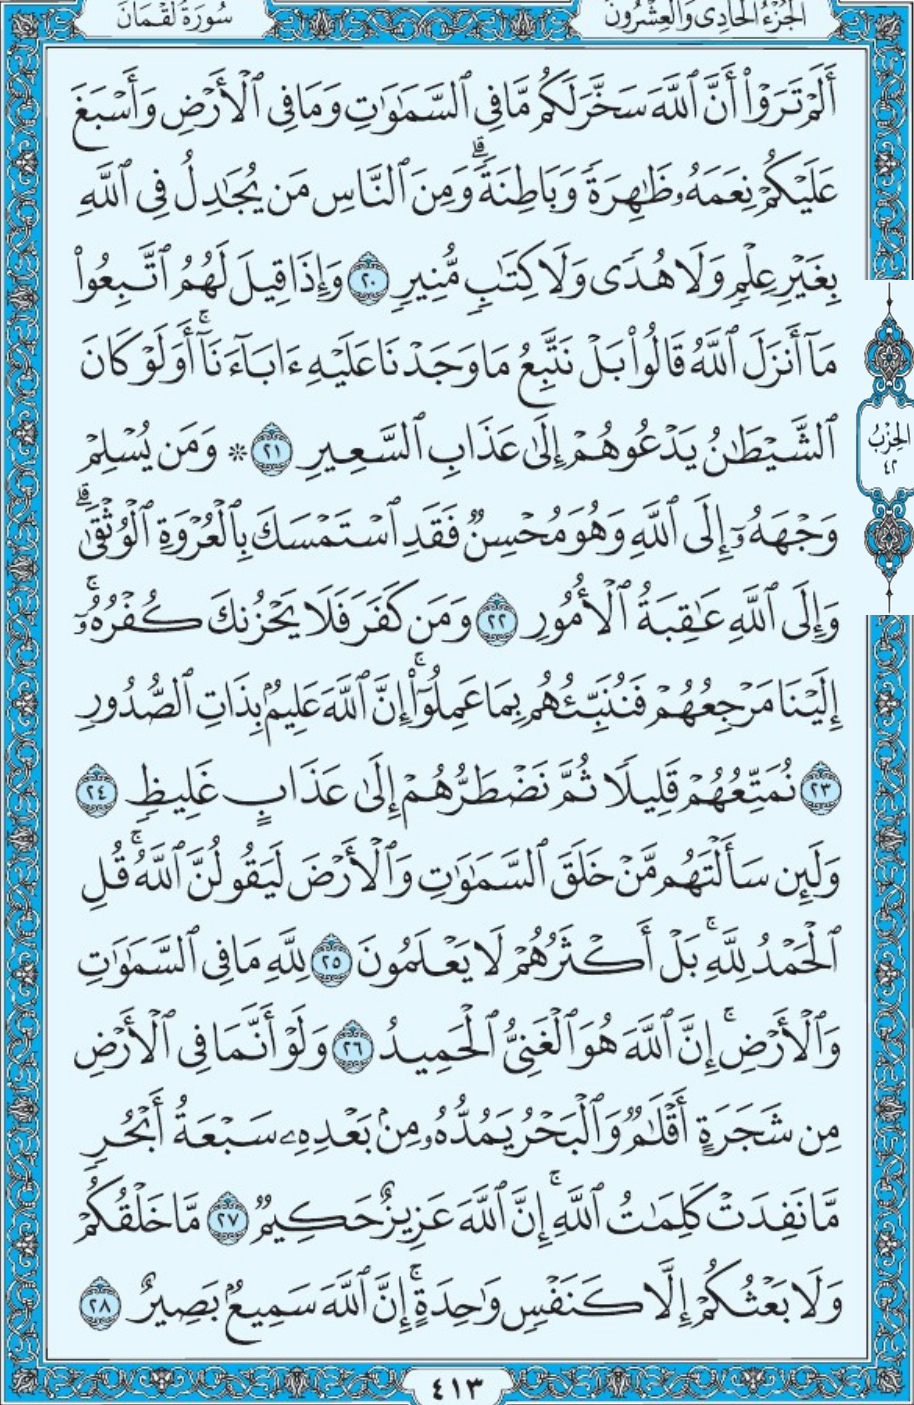 الجُزْءُ الحَادِى وَالعِشْرُونَ
سُورَةُ لُقْمَانَ
أَلَمْ تَرَوْا۟ أَنَّ ٱللَّهَ سَخَّرَ لَكُم مَّا فِى ٱلسَّمَـٰوَٰتِ وَمَا فِى ٱلْأَرْضِ وَأَسْبَغَ
عَلَيْكُمْ نِعَمَهُۥ ظَـٰهِرَةً وَبَاطِنَةً ۗ وَمِنَ ٱلنَّاسِ مَن يُجَـٰدِلُ فِى ٱللَّهِ
بِغَيْرِ عِلْمٍ وَلَا هُدًى وَلَا كِتَـٰبٍ مُّنِيرٍ ٢٠ وَإِذَا قِيلَ لَهُمُ ٱتَّبِعُوا۟
مَآ أَنزَلَ ٱللَّهُ قَالُوا۟ بَلْ نَتَّبِعُ مَا وَجَدْنَا عَلَيْهِ ءَابَآءَنَآ ۚ أَوَلَوْ كَانَ
ٱلشَّيْطَـٰنُ يَدْعُوهُمْ إِلَىٰ عَذَابِ ٱلسَّعِيرِ ٢١ * وَمَن يُسْلِمْ
الحِزْبُ
٤٢
وَجْهَهُۥٓ إِلَى ٱللَّهِ وَهُوَ مُحْسِنٌ فَقَدِ ٱسْتَمْسَكَ بِٱلْعُرْوَةِ ٱلْوُثْقَىٰ ۗ
وَإِلَى ٱللَّهِ عَـٰقِبَةُ ٱلْأُمُورِ ٢٢ وَمَن كَفَرَ فَلَا يَحْزُنكَ كُفْرُهُۥٓ ۚ
إِلَيْنَا مَرْجِعُهُمْ فَنُنَبِّئُهُم بِمَا عَمِلُوٓا۟ ۚ إِنَّ ٱللَّهَ عَلِيمٌۢ بِذَاتِ ٱلصُّدُورِ
٢٣ نُمَتِّعُهُمْ قَلِيلًا ثُمَّ نَضْطَرُّهُمْ إِلَىٰ عَذَابٍ غَلِيظٍ ٢٤
وَلَئِن سَأَلْتَهُم مَّنْ خَلَقَ ٱلسَّمَـٰوَٰتِ وَٱلْأَرْضَ لَيَقُولُنَّ ٱللَّهُ ۚ قُلِ
ٱلْحَمْدُ لِلَّهِ ۚ بَلْ أَكْثَرُهُمْ لَا يَعْلَمُونَ ٢٥ لِلَّهِ مَا فِى ٱلسَّمَـٰوَٰتِ
وَٱلْأَرْضِ ۚ إِنَّ ٱللَّهَ هُوَ ٱلْغَنِىُّ ٱلْحَمِيدُ ٢٦ وَلَوْ أَنَّمَا فِى ٱلْأَرْضِ
مِن شَجَرَةٍ أَقْلَـٰمٌ وَٱلْبَحْرُ يَمُدُّهُۥ مِنۢ بَعْدِهِۦ سَبْعَةُ أَبْحُرٍ
مَّا نَفِدَتْ كَلِمَـٰتُ ٱللَّهِ ۗ إِنَّ ٱللَّهَ عَزِيزٌ حَكِيمٌ ٢٧ مَّا خَلْقُكُمْ
وَلَا بَعْثُكُمْ إِلَّا كَنَفْسٍ وَٰحِدَةٍ ۗ إِنَّ ٱللَّهَ سَمِيعٌۢ بَصِيرٌ ٢٨
٤١٣